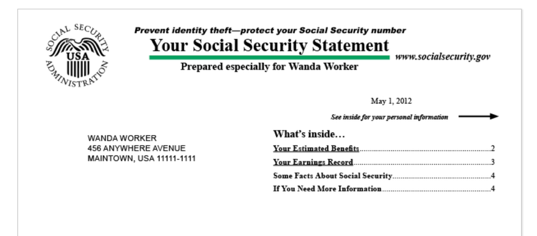 SOCIAL SECURITY ADMINISTRATION
USA
Prevent identity theft—protect your Social Security number
Your Social Security Statement
www.socialsecurity.gov
Prepared especially for Wanda Worker
May 1, 2012
See inside for your personal information
WANDA WORKER
456 ANYWHERE AVENUE
MAINTOWN, USA 11111-1111
What's inside…
Your Estimated Benefits....................2
Your Earnings Record....................3
Some Facts About Social Security....................4
If You Need More Information....................4